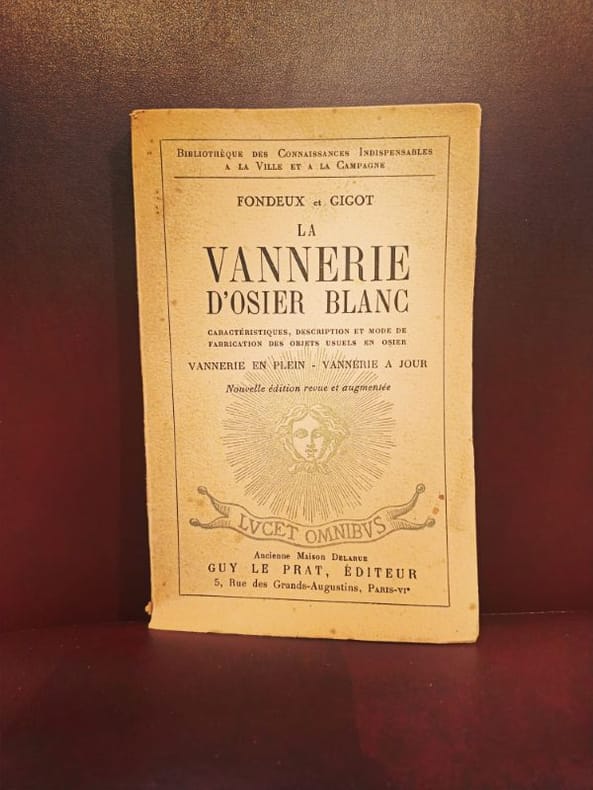 BIBLIOTHÈQUE DES CONNAISSANCES INDISPENSABLES
A LA VILLE ET A LA CAMPAGNE
FONDEUX et GIGOT
LA
VANNERIE
D'OSIER BLANC
CARACTÉRISTIQUES, DESCRIPTION ET MODE DE
FABRICATION DES OBJETS USUELS EN OSIER
VANNERIE EN PLEIN - VANNERIE A JOUR
Nouvelle édition revue et augmentée
LVCET OMNIBVS
Ancienne Maison DELARUE
GUY LE PRAT, ÉDITEUR
5, Rue des Grands-Augustins, PARIS-VIe